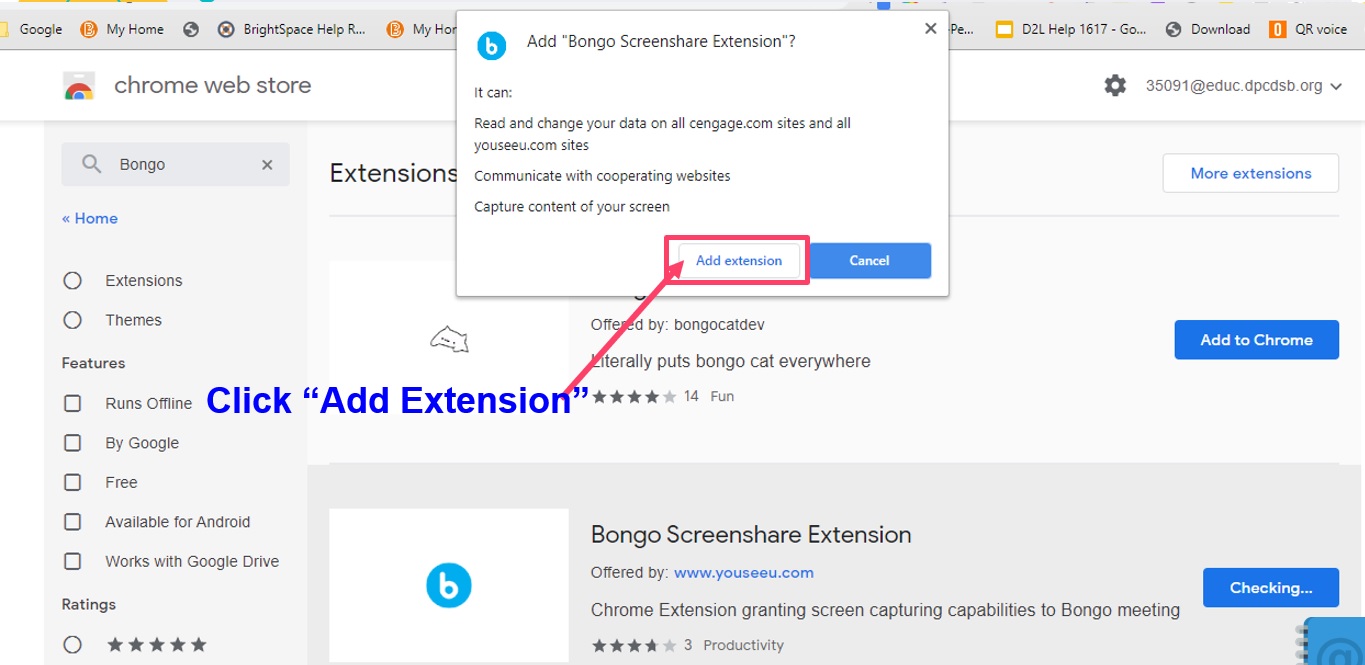 Google
My Home
BrightSpace Help R...
My Hor
-Pe...
D2L Help 1617 - Go...
Download
QR voice
chrome web store
35091@educ.dpcdsb.org
Add "Bongo Screenshare Extension"?
It can:
Read and change your data on all cengage.com sites and all
youseeu.com sites
Communicate with cooperating websites
Capture content of your screen
Add extension
Cancel
Bongo
« Home
Extensions
Themes
Features
Runs Offline
By Google
Free
Available for Android
Works with Google Drive
Ratings
Extensions
More extensions
Offered by: bongocatdev
Literally puts bongo cat everywhere
14 Fun
Add to Chrome
Click “Add Extension”
b
Bongo Screenshare Extension
Offered by: www.youseeu.com
Chrome Extension granting screen capturing capabilities to Bongo meeting
3 Productivity
Checking...